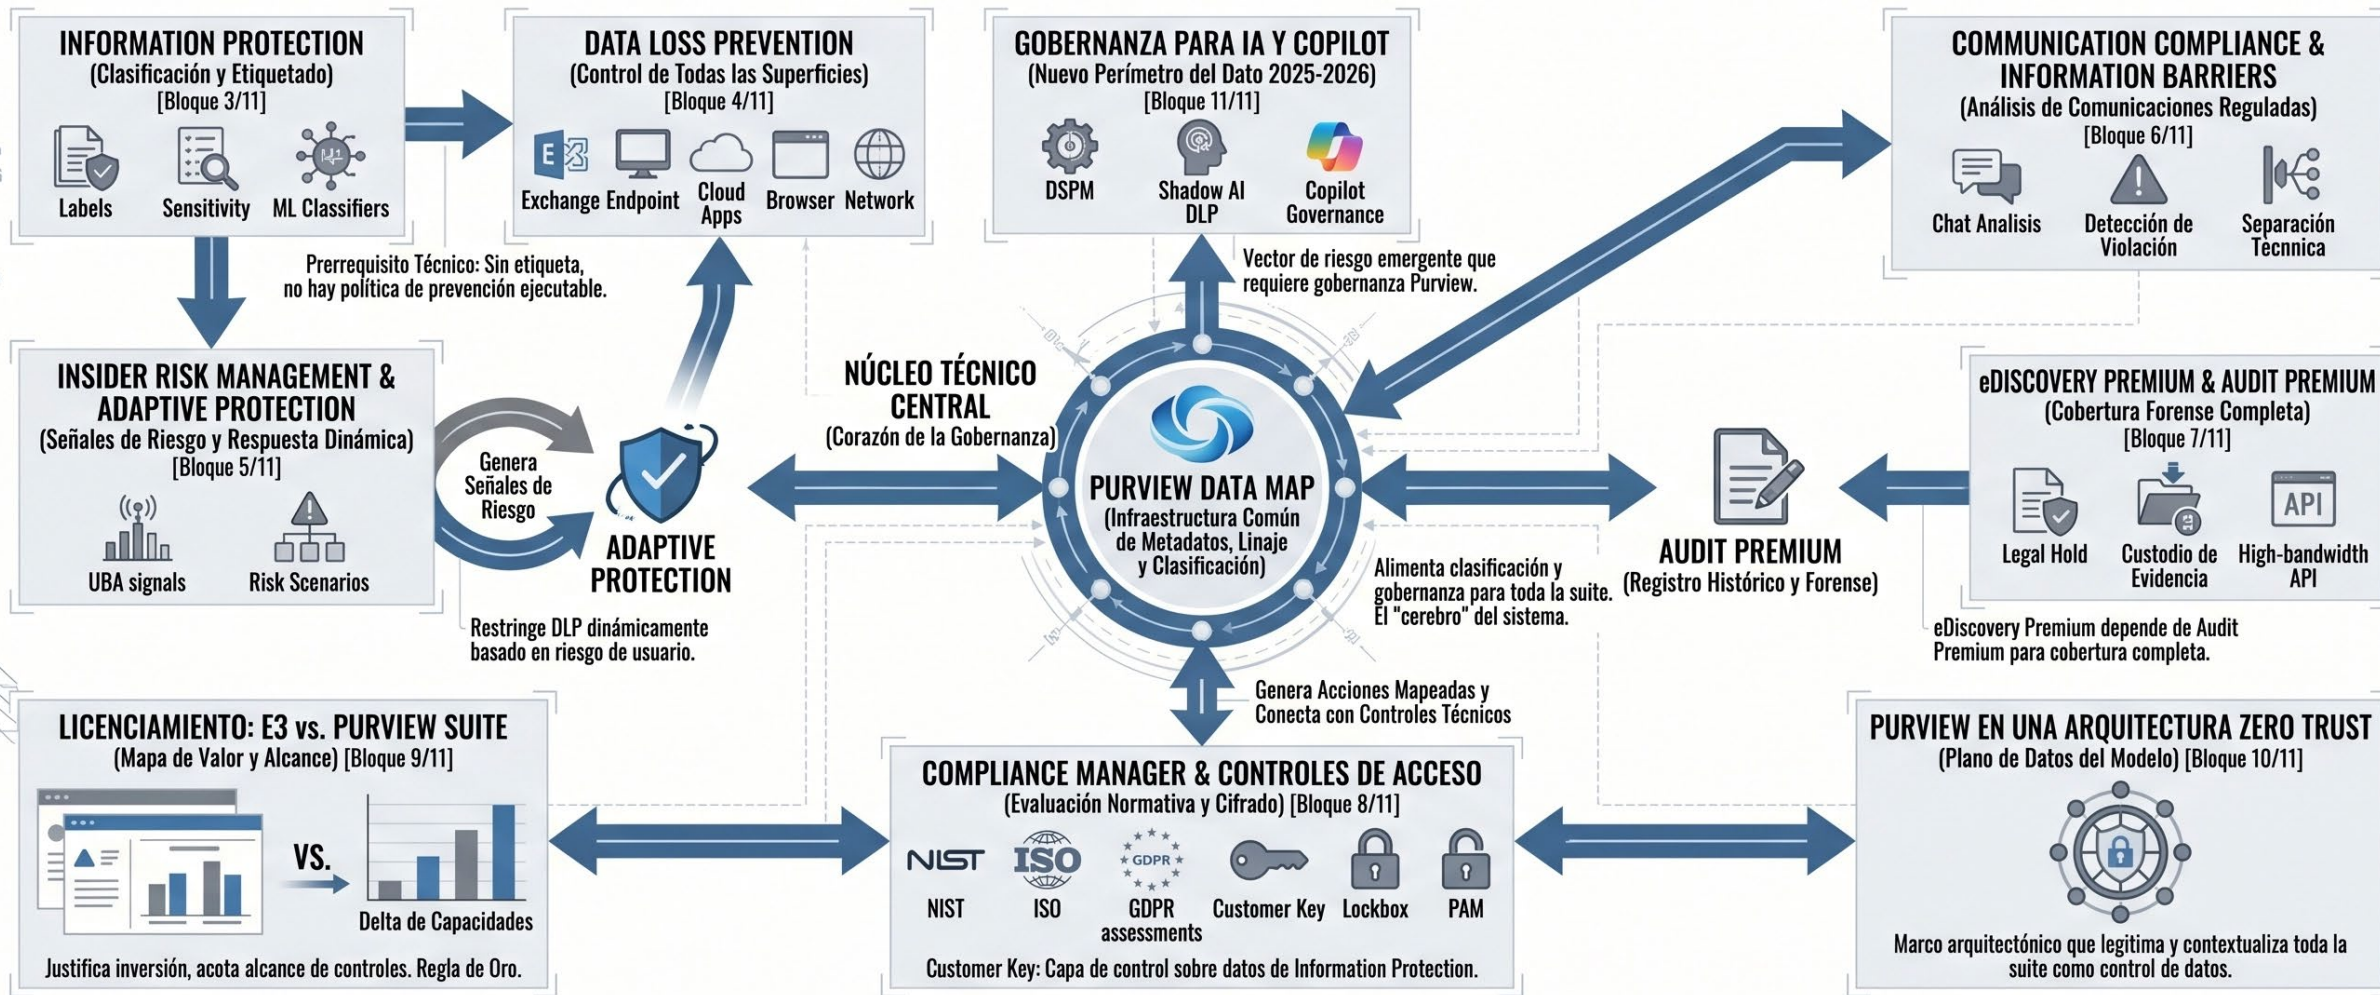 INFORMATION PROTECTION
(Clasificación y Etiquetado)
[Bloque 3/11]
Labels
Sensitivity
ML Classifiers
DATA LOSS PREVENTION
(Control de Todas las Superficies)
[Bloque 4/11]
Exchange
Endpoint
Cloud
Apps
Browser
Network
GOBERNANZA PARA IA Y COPILOT
(Nuevo Perímetro del Dato 2025-2026)
[Bloque 11/11]
DSPM
Shadow AI
DLP
Copilot
Governance
COMMUNICATION COMPLIANCE &
INFORMATION BARRIERS
(Análisis de Comunicaciones Reguladas)
[Bloque 6/11]
Chat Analisis
Detección de
Violación
Separación
Tècnnica
Prerrequisito Técnico: Sin etiqueta,
no hay política de prevención ejecutable.
Vector de riesgo emergente que
requiere gobernanza Purview.
INSIDER RISK MANAGEMENT &
ADAPTIVE PROTECTION
(Señales de Riesgo y Respuesta Dinámica)
[Bloque 5/11]
UBA signals
Risk Scenarios
Genera
Señales de
Riesgo
ADAPTIVE
PROTECTION
Restringe DLP dinámicamente
basado en riesgo de usuario.
NÚCLEO TÉCNICO
CENTRAL
(Corazón de la Gobernanza)
PURVIEW DATA MAP
(Infraestructura Común
de Metadatos, Linaje
y Clasificación)
Alimenta clasificación y
gobernanza para toda la suite.
El "cerebro" del sistema.
AUDIT PREMIUM
(Registro Histórico y Forense)
eDISCOVERY PREMIUM & AUDIT PREMIUM
(Cobertura Forense Completa)
[Bloque 7/11]
API
Legal Hold
Custodio de
Evidencia
High-bandwidth
API
eDiscovery Premium depende de Audit
Premium para cobertura completa.
Genera Acciones Mapeadas y
Conecta con Controles Técnicos
LICENCIAMIENTO: E3 vs. PURVIEW SUITE
(Mapa de Valor y Alcance) [Bloque 9/11]
VS.
Delta de Capacidades
Justifica inversión, acota alcance de controles. Regla de Oro.
COMPLIANCE MANAGER & CONTROLES DE ACCESO
(Evaluación Normativa y Cifrado) [Bloque 8/11]
NIST
ISO
GDPR
NIST
ISO
GDPR
assessments
Customer Key
Lockbox
PAM
Customer Key: Capa de control sobre datos de Information Protection.
PURVIEW EN UNA ARQUITECTURA ZERO TRUST
(Plano de Datos del Modelo) [Bloque 10/11]
Marco arquitectónico que legitima y contextualiza toda la
suite como control de datos.